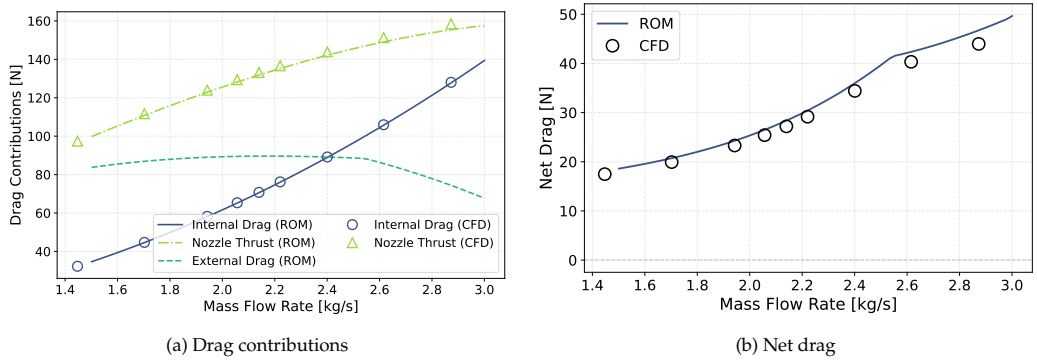 160
140
120
100
80
60
40
Drag Contributions [N]
Internal Drag (ROM)
Nozzle Thrust (ROM)
External Drag (ROM)
Internal Drag (CFD)
Nozzle Thrust (CFD)
1.4 1.6 1.8 2.0 2.2 2.4 2.6 2.8 3.0
Mass Flow Rate [kg/s]
(a) Drag contributions
50
40
30
20
10
0
Net Drag [N]
ROM
CFD
1.4 1.6 1.8 2.0 2.2 2.4 2.6 2.8 3.0
Mass Flow Rate [kg/s]
(b) Net drag